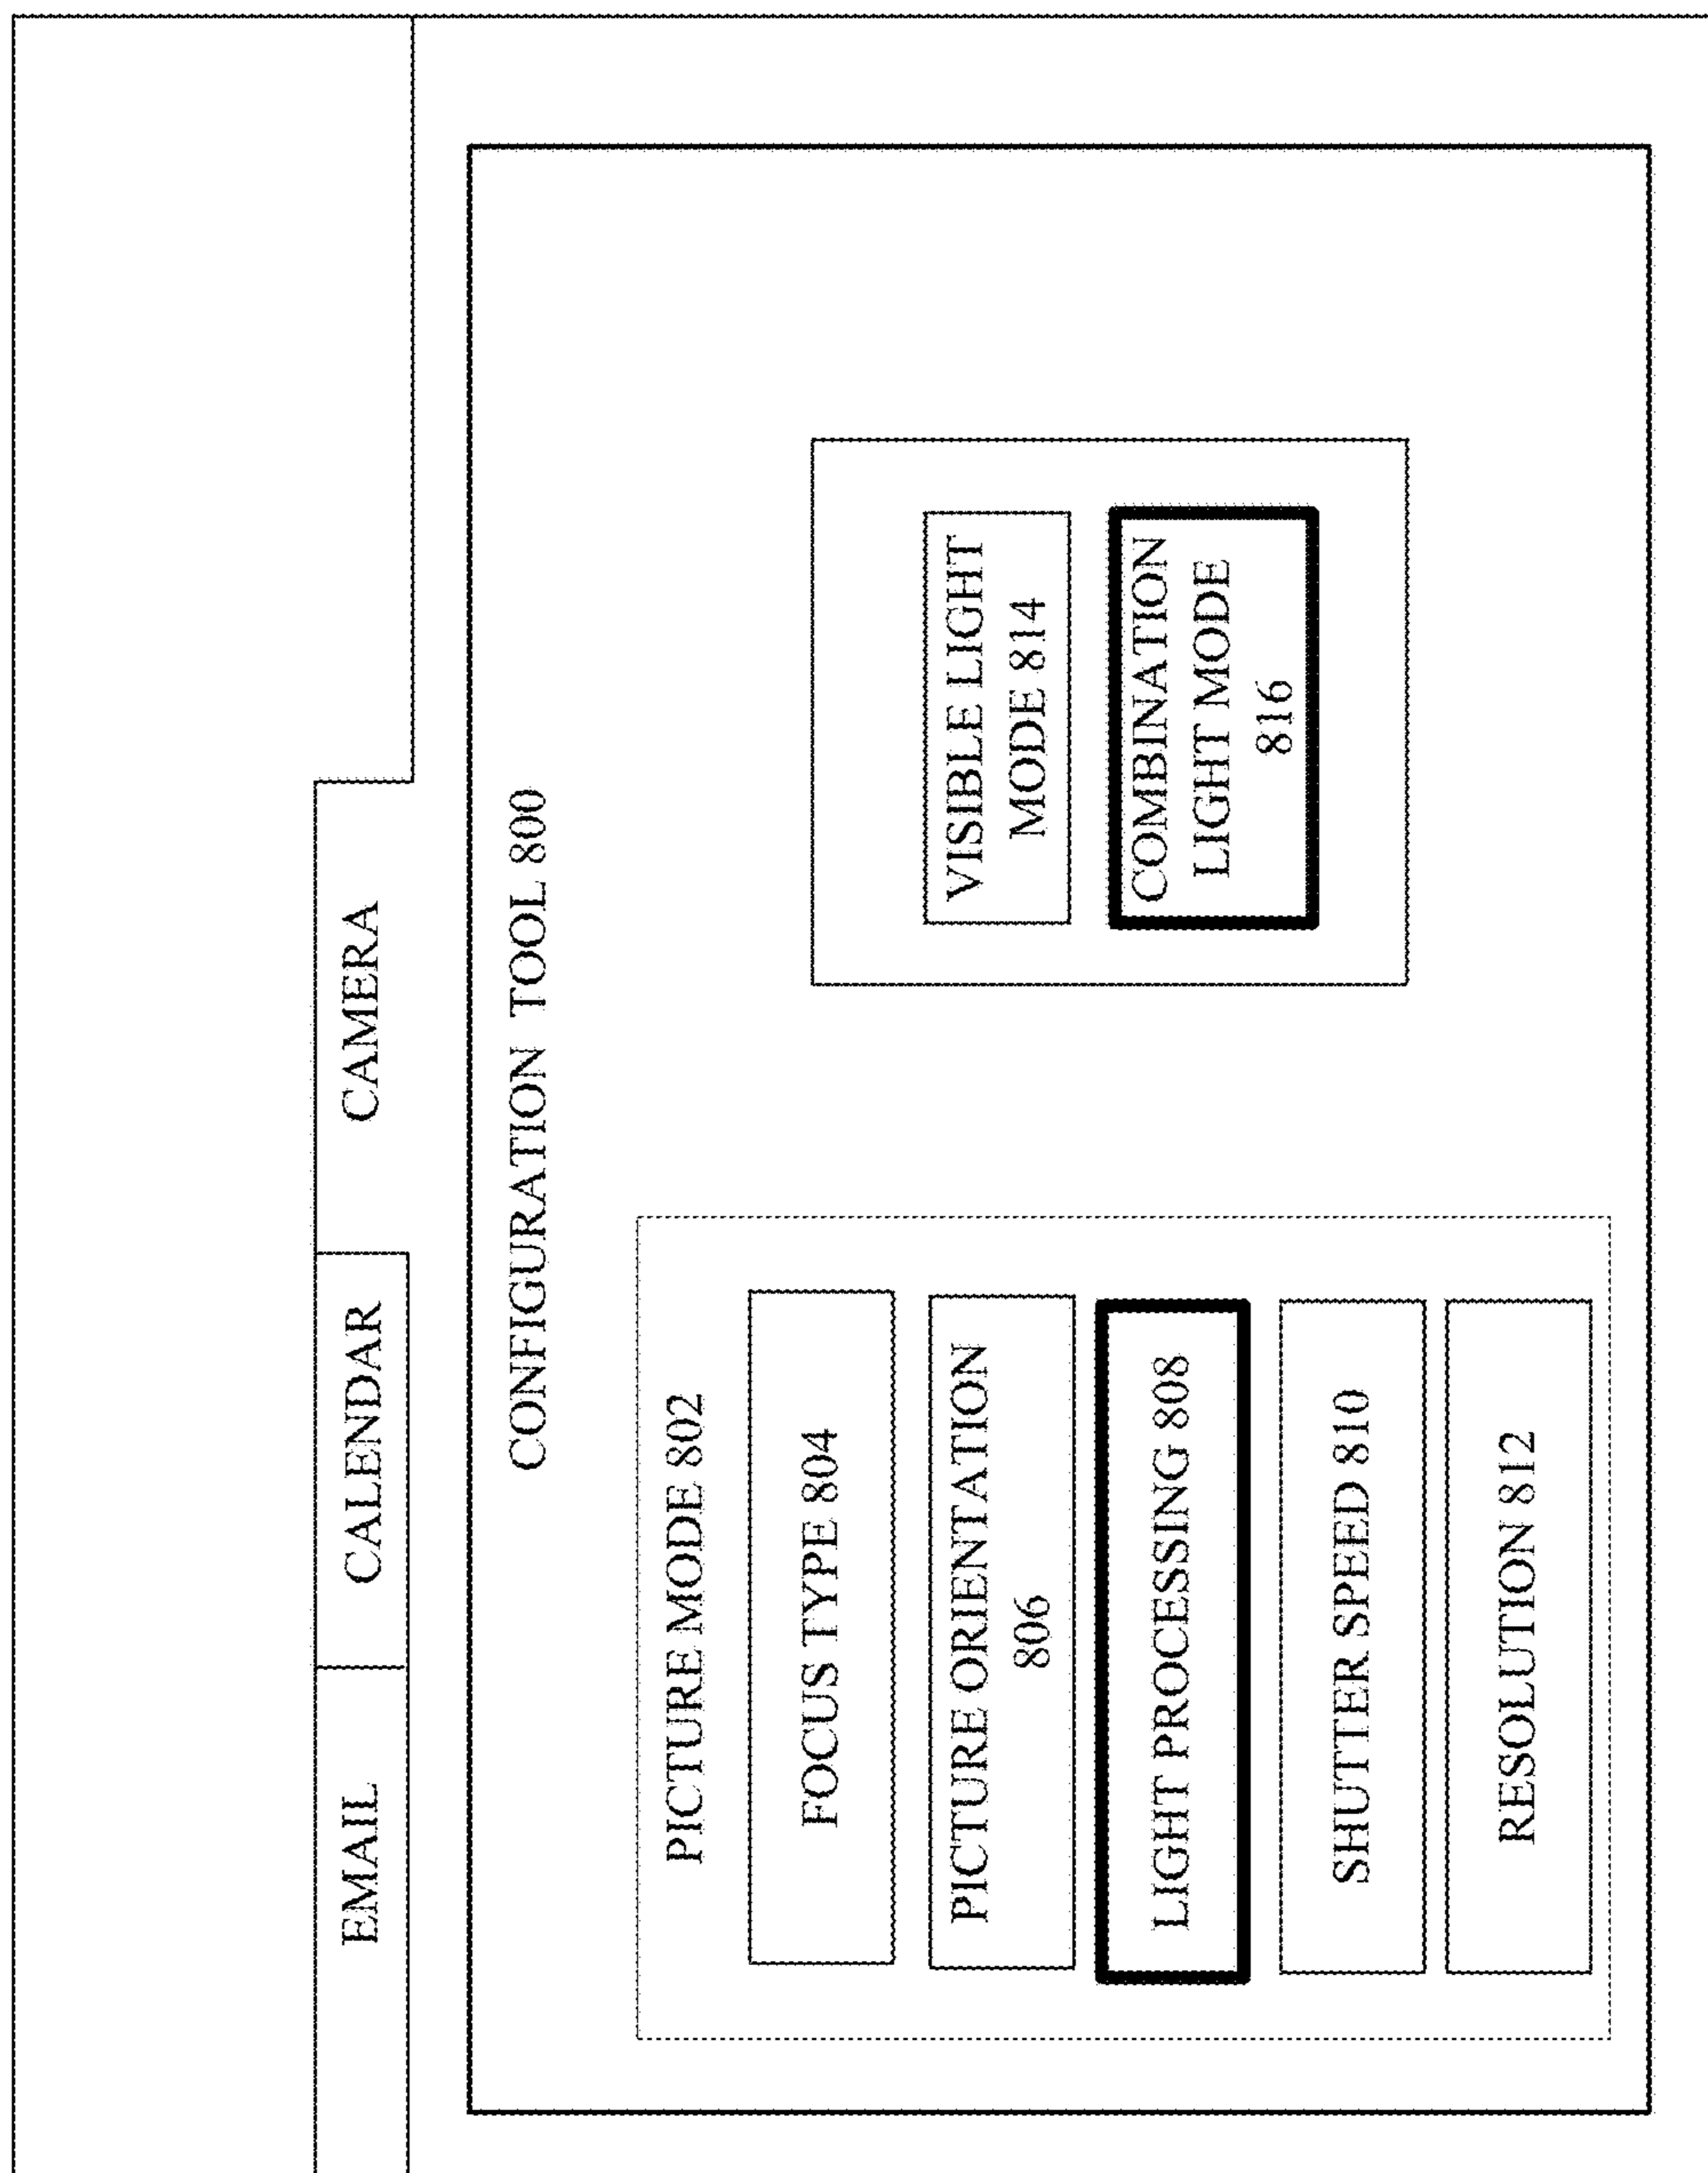 EMAIL
CALENDAR
CAMERA
CONFIGURATION TOOL 800
PICTURE MODE 802
FOCUS TYPE 804
PICTURE ORIENTATION
806
LIGHT PROCESSING 808
SHUTTER SPEED 810
RESOLUTION 812
VISIBLE LIGHT
MODE 814
COMBINATION
LIGHT MODE
816